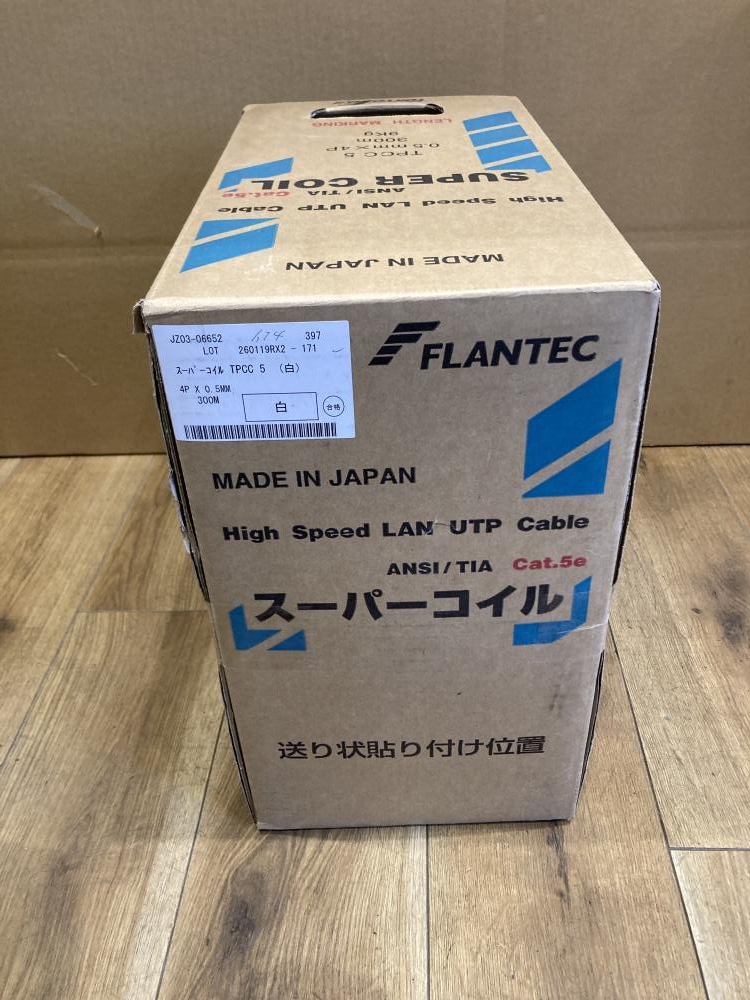 LENGTH MARKING
9Kg
300m
0.5mm×4P
TPCC 5
SUPER COIL
ANSI/TIA Cat.5e
High Speed LAN UTP Cable
MADE IN JAPAN
JZ03-06652 397
LOT 260119RX2-171
スーパーコイル TPCC 5 (白)
4P X 0.5MM
300M
白
合格
FLANTEC
MADE IN JAPAN
High Speed LAN UTP Cable
ANSI/TIA Cat.5e
スーパーコイル
送り状貼り付け位置